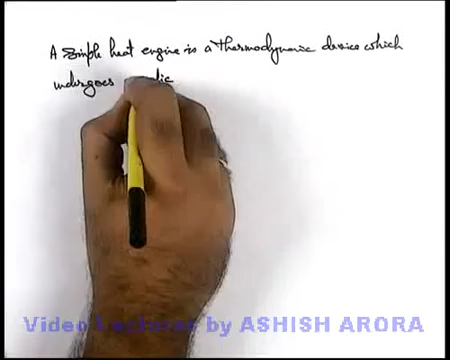 A simple heat engine is a thermodynamic device which
undergoes
Video Lectures by ASHISH ARORA